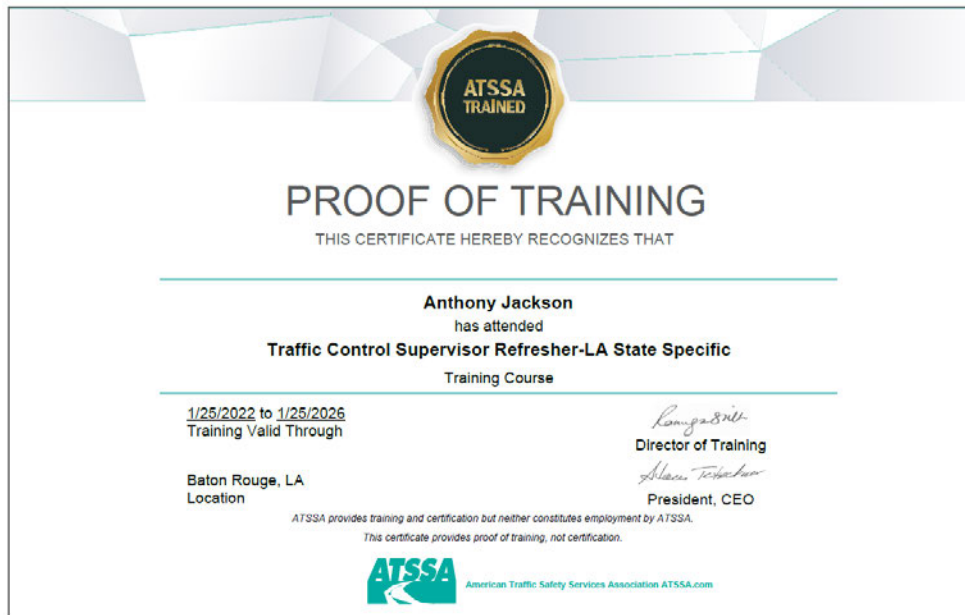 ATSSA
TRAINED
PROOF OF TRAINING
THIS CERTIFICATE HEREBY RECOGNIZES THAT
Anthony Jackson
has attended
Traffic Control Supervisor Refresher-LA State Specific
Training Course
1/25/2022 to 1/25/2026
Training Valid Through
Director of Training
Baton Rouge, LA
Location
President, CEO
ATSSA provides training and certification but neither constitutes employment by ATSSA.
This certificate provides proof of training, not certification.
ATSSA
American Traffic Safety Services Association ATSSA.com